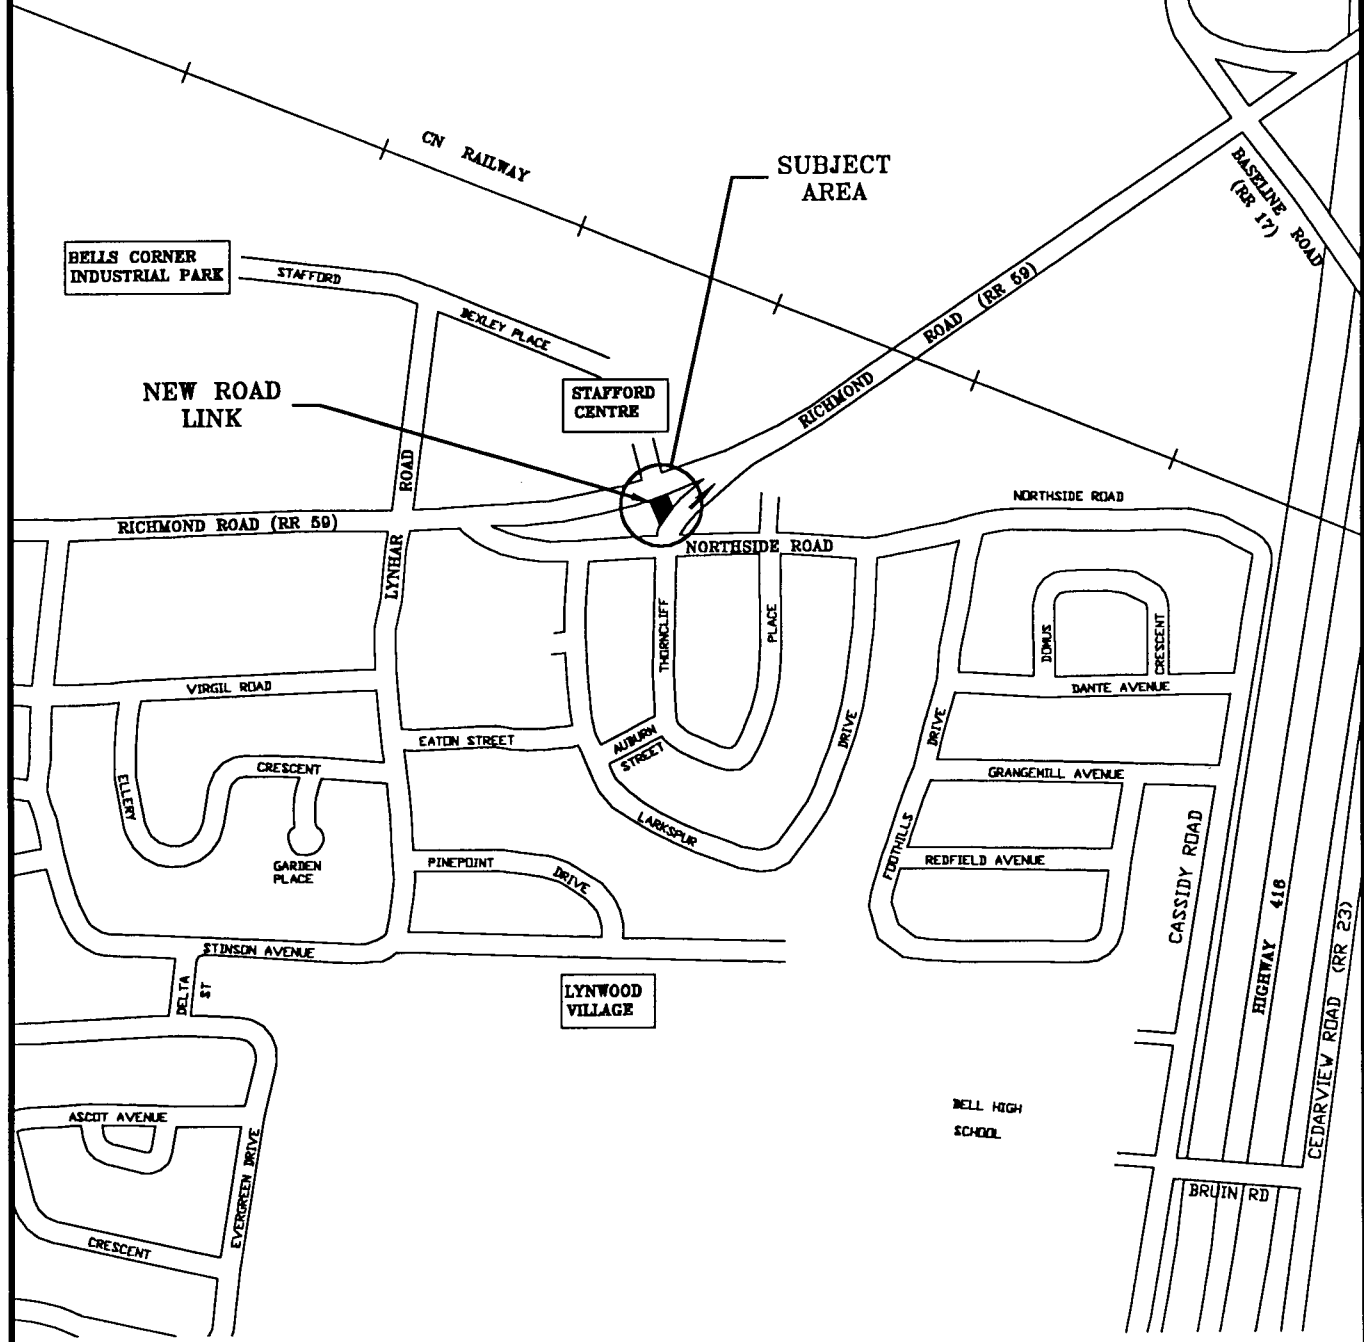 CN RAILWAY
SUBJECT
AREA
BASELINE ROAD
(RR 17)
BELLS CORNER
INDUSTRIAL PARK
STAFFORD
BEXLEY PLACE
RICHMOND ROAD (RR 59)
NEW ROAD
LINK
STAFFORD
CENTRE
LYNHAR ROAD
RICHMOND ROAD (RR 59)
NORTHSIDE ROAD
NORTHSIDE ROAD
THORNCLIFF
PLACE
DOMUS
CRESCENT
VIRGIL ROAD
DANTE AVENUE
EATON STREET
AUBURN
STREET
DRIVE
DRIVE
ELLERY
CRESCENT
GRANGEMILL AVENUE
LARKSPUR
FOOTHILLS
CASSIDY ROAD
GARDEN
PLACE
PINEPOINT
DRIVE
REDFIELD AVENUE
HIGHWAY 416
CEDARVIEW ROAD (RR 23)
STINSON AVENUE
DELTA
ST
LYNWOOD
VILLAGE
ASCOT AVENUE
BELL HIGH
SCHOOL
EVERGREEN DRIVE
BRUIN RD
CRESCENT